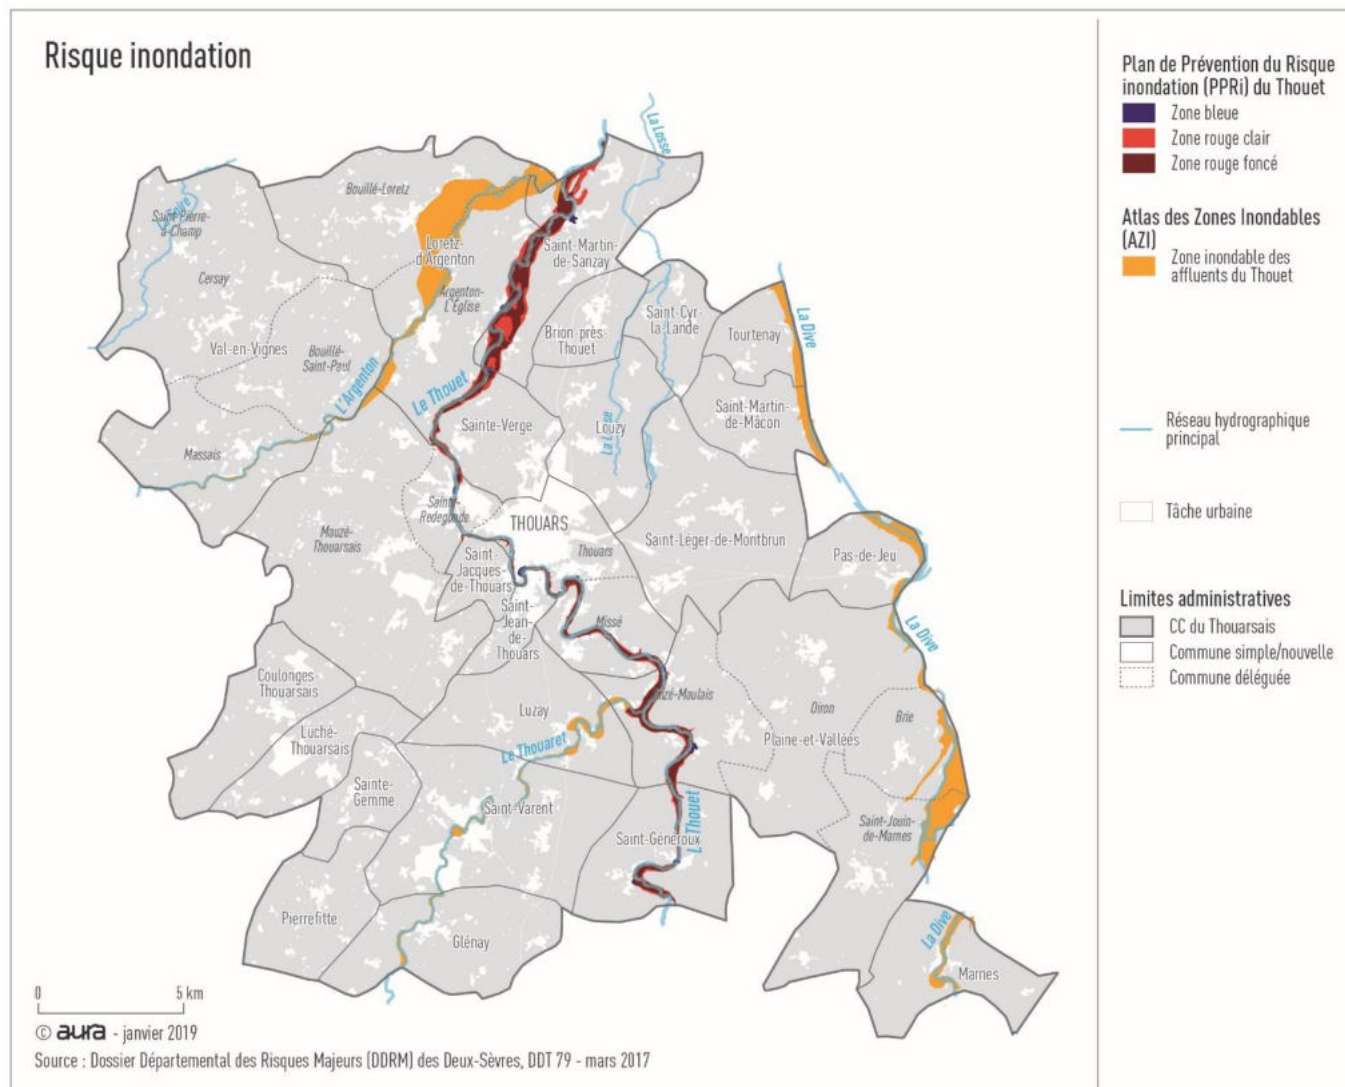 Risque inondation
La Losse
La Loire
Saint-Pierre-
à-Champ
Bouillé-Loretz
Cersay
Loretz-
d'Argenton
Saint-Martin-
de-Sanzay
Argenton-
L'Église
Saint-Cyr-
la-Lande
Tourtenay
La Dive
Brion-près-
Thouet
Val-en-Vignes
Bouillé-
Saint-Paul
L'Argenton
Le Thouet
Saint-Martin-
de-Mâcon
Sainte-Verge
Louzy
Massais
Sainte-
Radegonde
THOUARS
Mauzé-
Thouarsais
Thouars
Saint-Léger-de-Montbrun
Pas-de-Jeu
Saint-
Jacques-
de-Thouars
Saint-
Jean-
de-
Thouars
Missé
La Dive
Coulonges-
Thouarsais
Luzay
Oiron
Brie
Plaine-et-Vallées
Luché-
Thouarsais
Le Thouaret
Sainte-
Gemme
Saint-Varent
Le Thouet
Saint-Généroux
Saint-Jouin-
de-Marnes
Pierrefitte
Glénay
La Dive
Marnes
0 5 km
© aura - janvier 2019
Source : Dossier Départemental des Risques Majeurs (DDRM) des Deux-Sèvres, DDT 79 - mars 2017
Plan de Prévention du Risque
inondation (PPRi) du Thouet
Zone bleue
Zone rouge clair
Zone rouge foncé
Atlas des Zones Inondables
(AZI)
Zone inondable des
affluents du Thouet
Réseau hydrographique
principal
Tâche urbaine
Limites administratives
CC du Thouarsais
Commune simple/nouvelle
Commune déléguée